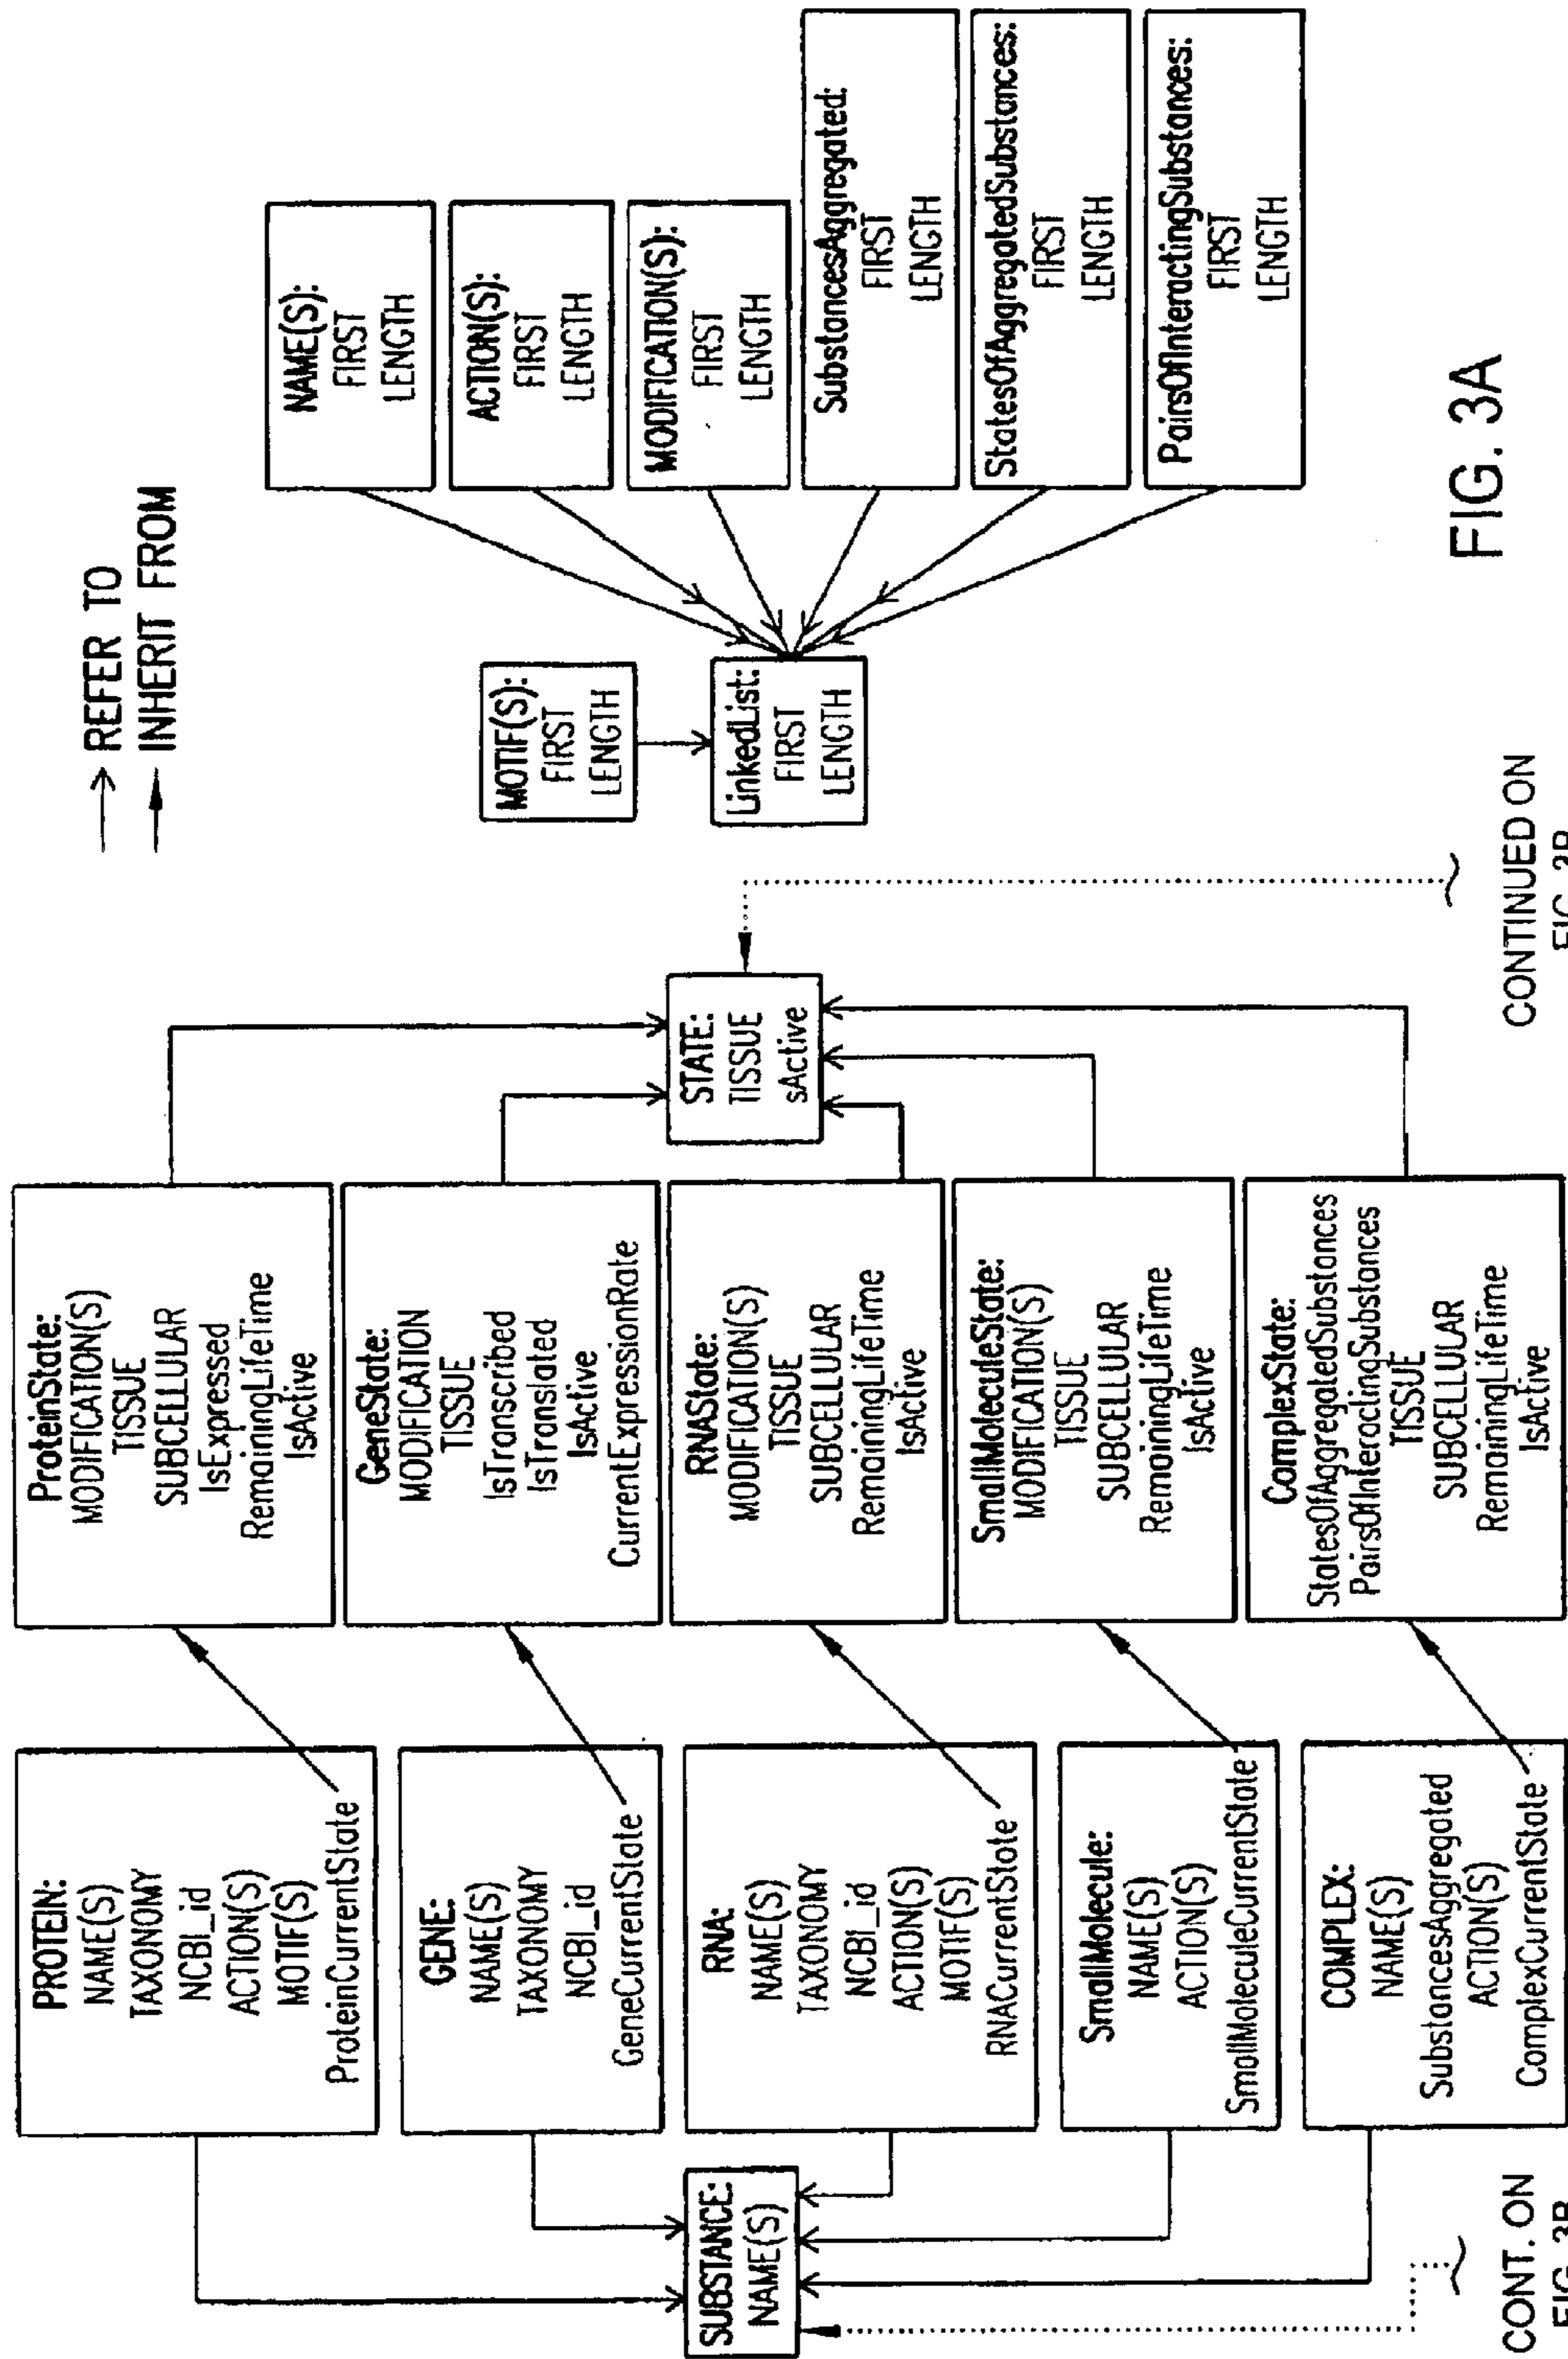 → REFER TO
→ INHERIT FROM
PROTEIN:
NAME(S)
TAXONOMY
NCBI_id
ACTION(S)
MOTIF(S)
ProteinCurrentState
GENE:
NAME(S)
TAXONOMY
NCBI_id
GeneCurrentState
RNA:
NAME(S)
TAXONOMY
NCBI_id
ACTION(S)
MOTIF(S)
RNACurrentState
SmallMolecule:
NAME(S)
ACTION(S)
SmallMoleculeCurrentState
COMPLEX:
NAME(S)
SubstancesAggregated
ACTION(S)
ComplexCurrentState
SUBSTANCE:
NAME(S)
CONT. ON
FIG. 3B
ProteinState:
MODIFICATION(S)
TISSUE
SUBCELLULAR
IsExpressed
RemainingLifeTime
IsActive
GeneState:
MODIFICATION
TISSUE
IsTranscribed
IsTranslated
IsActive
CurrentExpressionRate
RNAState:
MODIFICATION(S)
TISSUE
SUBCELLULAR
RemainingLifeTime
IsActive
SmallMoleculeState:
MODIFICATION(S)
TISSUE
SUBCELLULAR
RemainingLifeTime
IsActive
ComplexState:
StatesOfAggregatedSubstances
PairsOfInteractingSubstances
TISSUE
SUBCELLULAR
RemainingLifeTime
IsActive
STATE:
TISSUE
sActive
CONTINUED ON
FIG. 3B
MOTIF(S):
FIRST
LENGTH
LinkedList:
FIRST
LENGTH
NAME(S):
FIRST
LENGTH
ACTION(S):
FIRST
LENGTH
MODIFICATION(S):
FIRST
LENGTH
SubstancesAggregated:
FIRST
LENGTH
StatesOfAggregatedSubstances:
FIRST
LENGTH
PairsOfInteractingSubstances:
FIRST
LENGTH
FIG. 3A